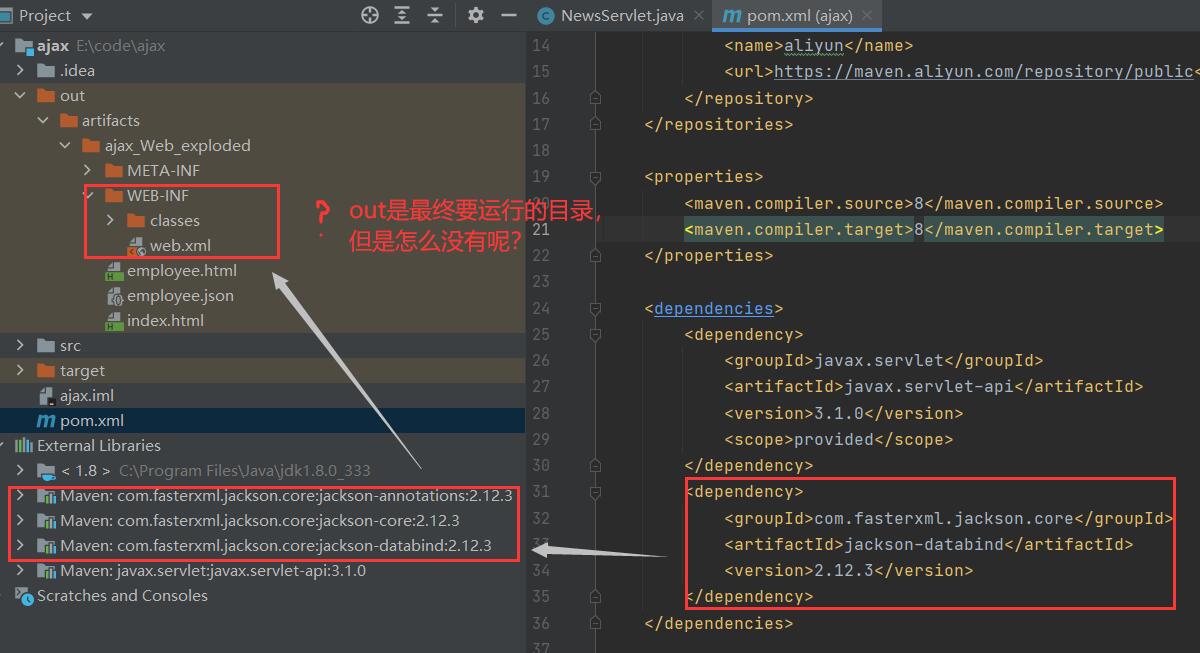 Project
NewsServlet.java
pom.xml (ajax)
ajax E:\code\ajax
.idea
out
artifacts
ajax_Web_exploded
META-INF
WEB-INF
classes
web.xml
employee.html
employee.json
index.html
src
target
ajax.iml
pom.xml
External Libraries
< 1.8 > C:\Program Files\Java\jdk1.8.0_333
Maven: com.fasterxml.jackson.core:jackson-annotations:2.12.3
Maven: com.fasterxml.jackson.core:jackson-core:2.12.3
Maven: com.fasterxml.jackson.core:jackson-databind:2.12.3
Maven: javax.servlet:javax.servlet-api:3.1.0
Scratches and Consoles
?
out是最终要运行的目录,
但是怎么没有呢?
14 <name>aliyun</name>
15 <url>https://maven.aliyun.com/repository/public<
16 </repository>
17 </repositories>
18
19 <properties>
<maven.compiler.source>8</maven.compiler.source>
21 <maven.compiler.target>8</maven.compiler.target>
22 </properties>
23
24 <dependencies>
25 <dependency>
26 <groupId>javax.servlet</groupId>
27 <artifactId>javax.servlet-api</artifactId>
28 <version>3.1.0</version>
29 <scope>provided</scope>
30 </dependency>
31 <dependency>
32 <groupId>com.fasterxml.jackson.core</groupId>
<artifactId>jackson-databind</artifactId>
34 <version>2.12.3</version>
35 </dependency>
36 </dependencies>
37